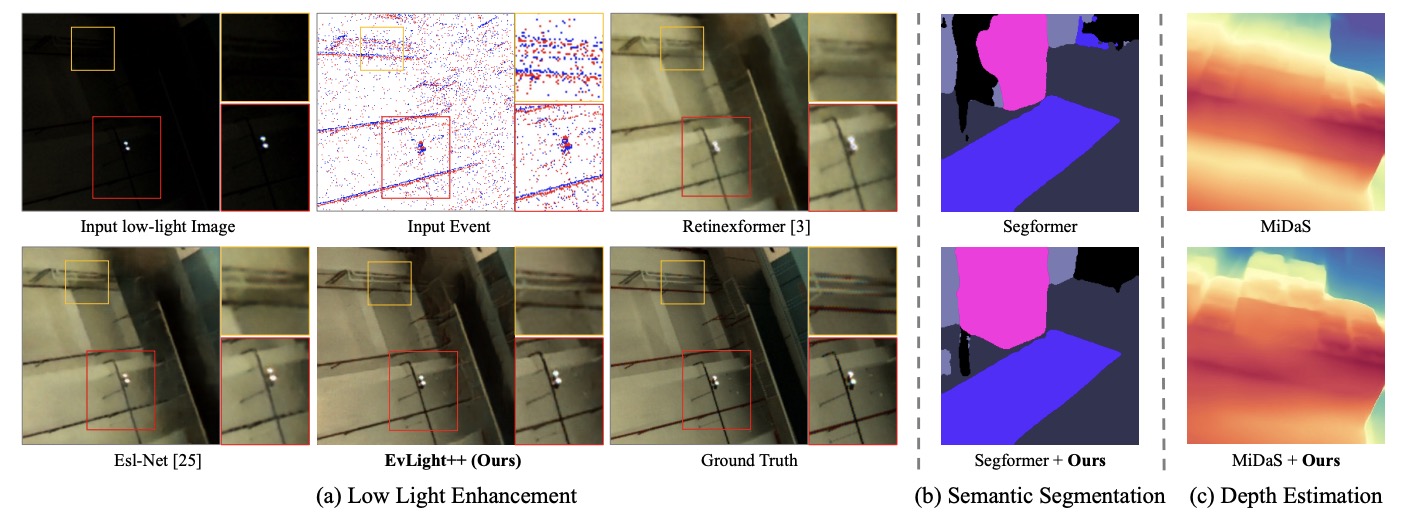 Input low-light Image
Input Event
Retinexformer [3]
Segformer
MiDaS
Esl-Net [25]
EvLight++ (Ours)
Ground Truth
Segformer + Ours
MiDaS + Ours
(a) Low Light Enhancement
(b) Semantic Segmentation
(c) Depth Estimation